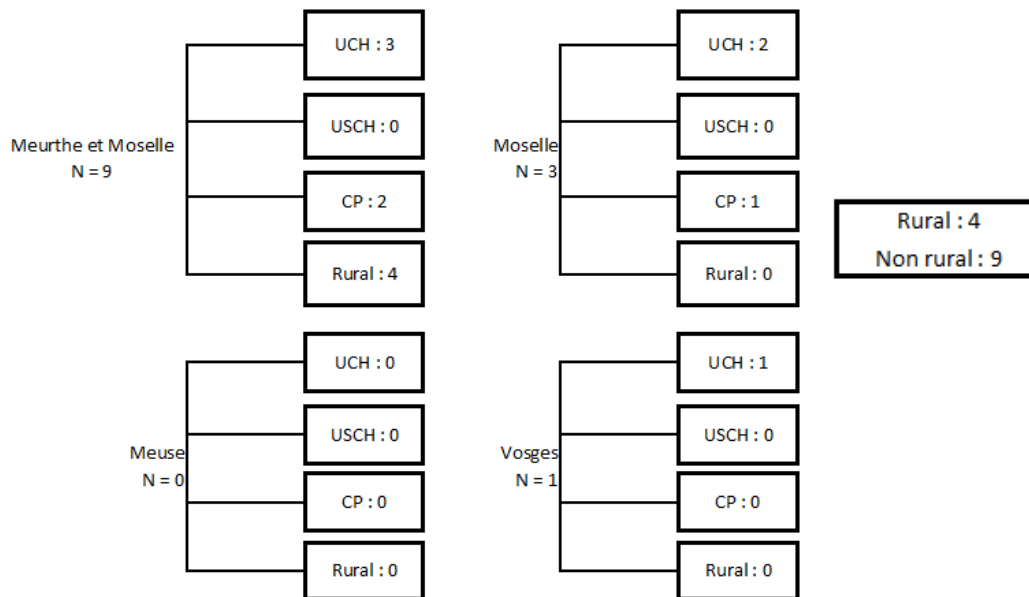 Meurthe et Moselle
N = 9
UCH : 3
USCH : 0
CP : 2
Rural : 4
Moselle
N = 3
UCH : 2
USCH : 0
CP : 1
Rural : 0
Rural : 4
Non rural : 9
Meuse
N = 0
UCH : 0
USCH : 0
CP : 0
Rural : 0
Vosges
N = 1
UCH : 1
USCH : 0
CP : 0
Rural : 0